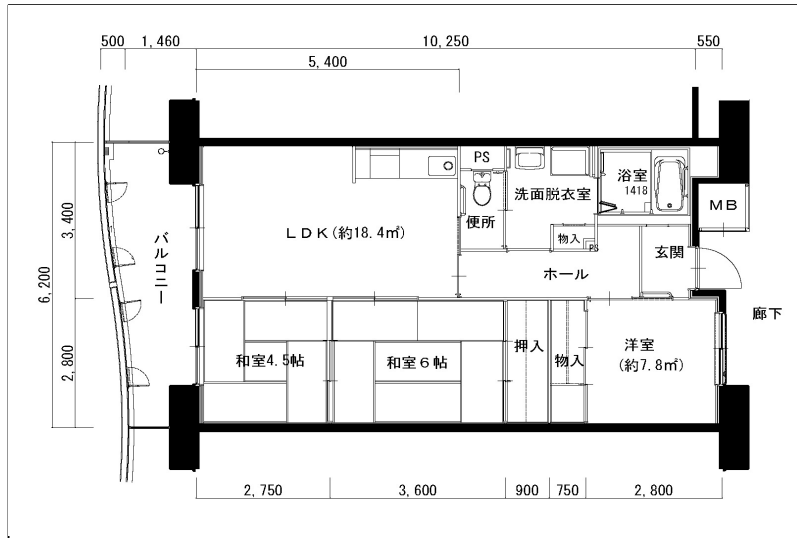 500
1,460
10,250
550
5,400
PS
浴室
1418
洗面脱衣室
MB
便所
3,400
LDK(約18.4㎡)
物入
PS
玄関
バルコニー
6,200
ホール
廊下
洋室
(約7.8㎡)
押入
物入
和室4.5帖
和室6帖
2,800
2,750
3,600
900
750
2,800